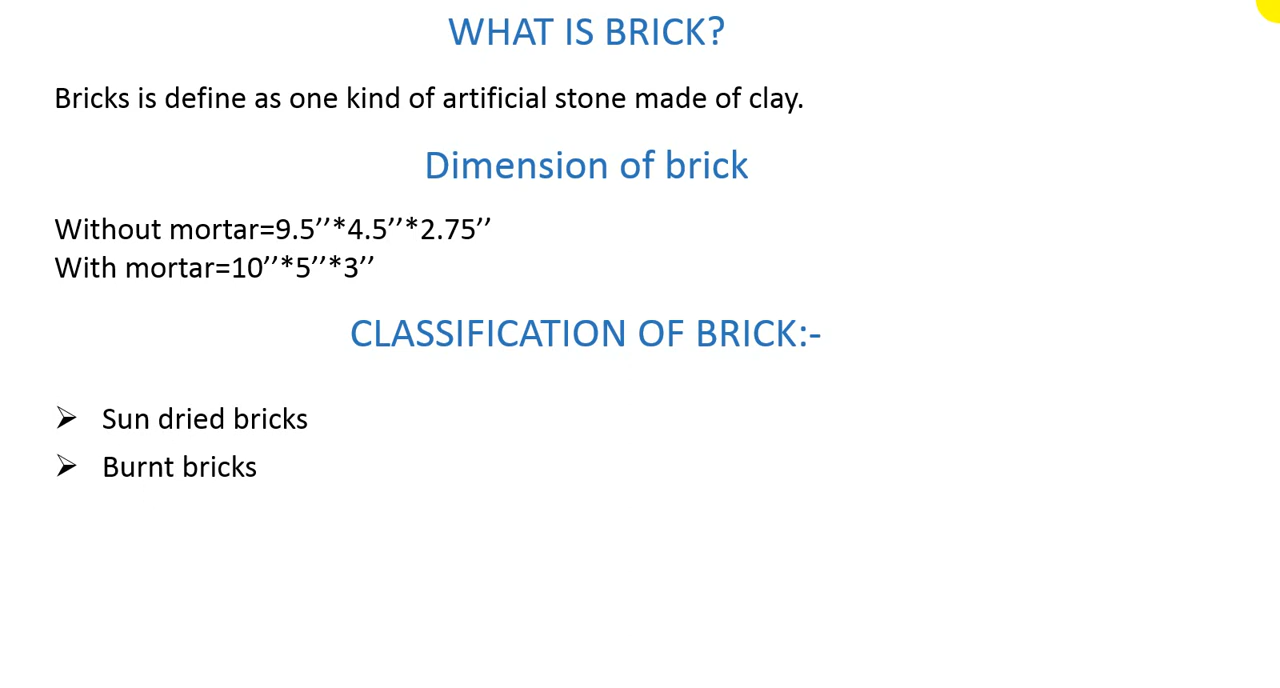 WHAT IS BRICK?
Bricks is define as one kind of artificial stone made of clay.
Dimension of brick
Without mortar=9.5’’*4.5’’*2.75’’
With mortar=10’’*5’’*3’’
CLASSIFICATION OF BRICK:-
➢ Sun dried bricks
➢ Burnt bricks